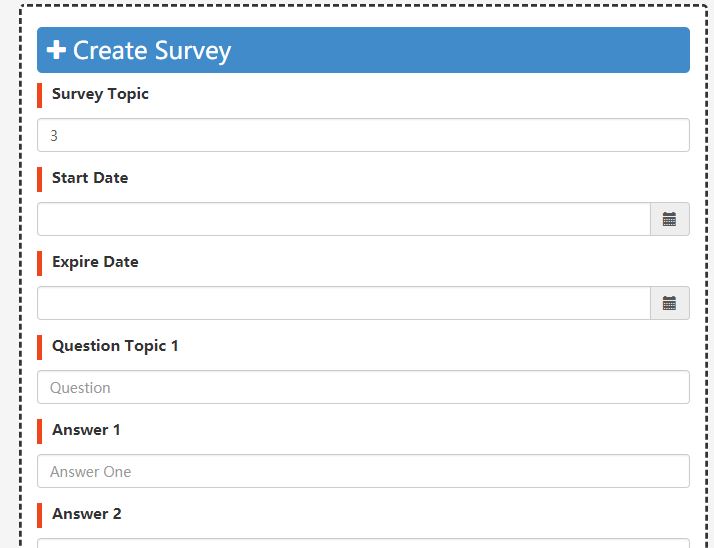 Create Survey
Survey Topic
3
Start Date
Expire Date
Question Topic 1
Question
Answer 1
Answer One
Answer 2